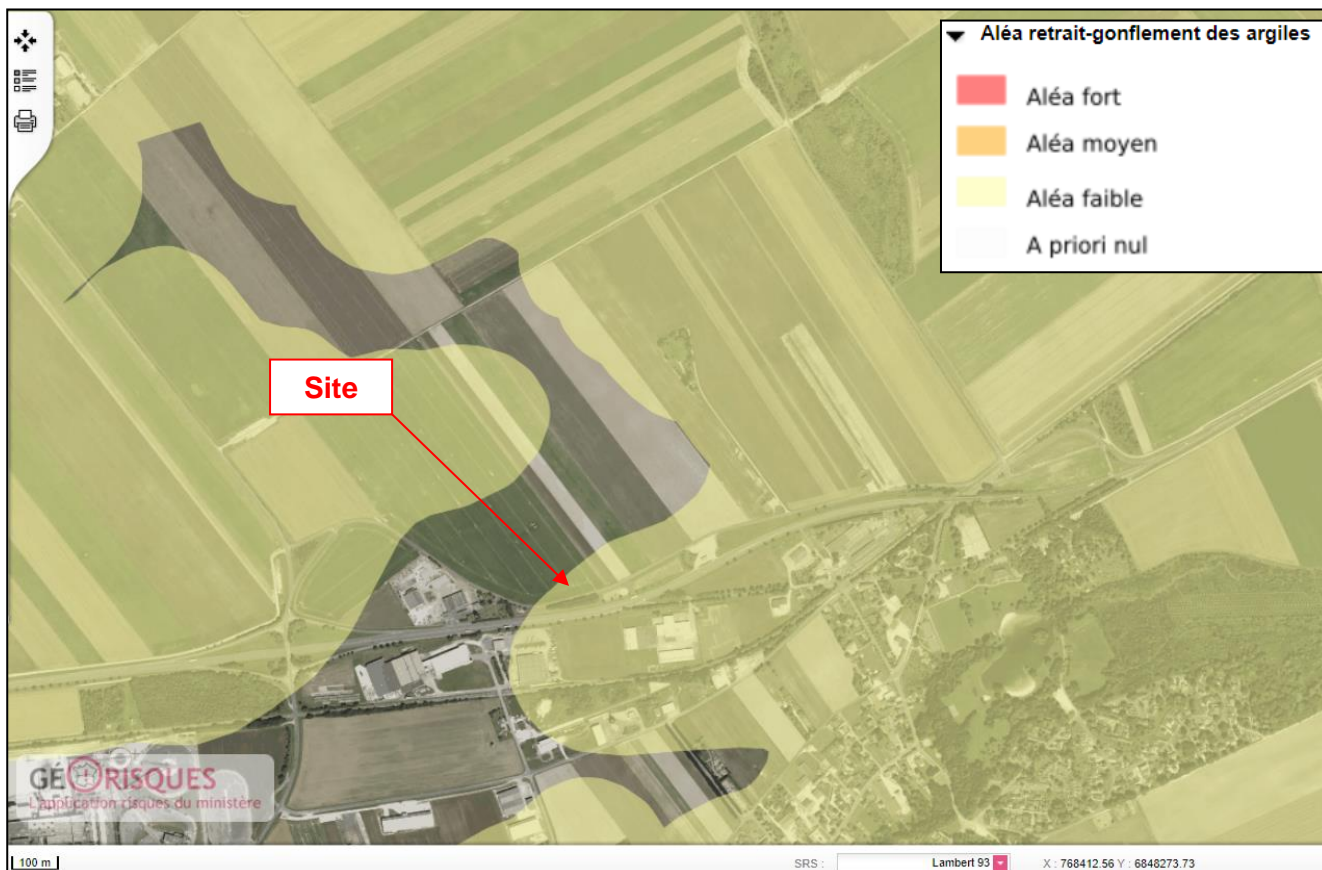 Aléa retrait-gonflement des argiles
Aléa fort
Aléa moyen
Aléa faible
A priori nul
Site
GÉORISQUES
L'application risques du ministère
100 m
SRS :
Lambert 93
X : 768412.56 Y : 6848273.73